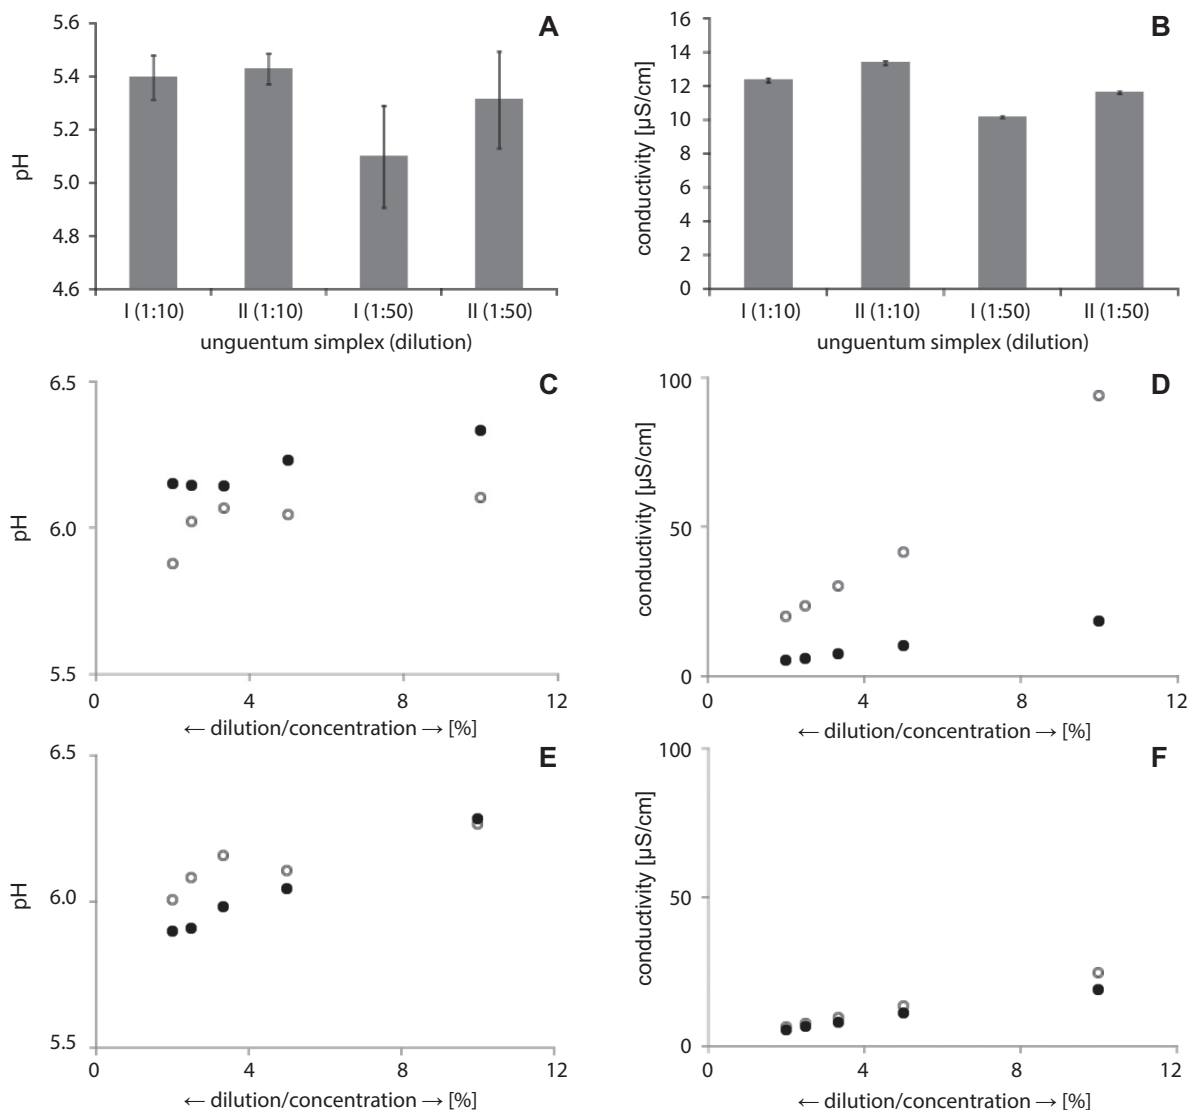 A
5.6
5.4
5.2
5.0
4.8
4.6
pH
I (1:10) II (1:10) I (1:50) II (1:50)
unguentum simplex (dilution)
B
16
14
12
10
8
6
4
2
0
conductivity [µS/cm]
I (1:10) II (1:10) I (1:50) II (1:50)
unguentum simplex (dilution)
C
6.5
6.0
5.5
pH
0 4 8 12
← dilution/concentration → [%]
D
100
50
0
conductivity [µS/cm]
0 4 8 12
← dilution/concentration → [%]
E
6.5
6.0
5.5
pH
0 4 8 12
← dilution/concentration → [%]
F
100
50
0
conductivity [µS/cm]
0 4 8 12
← dilution/concentration → [%]